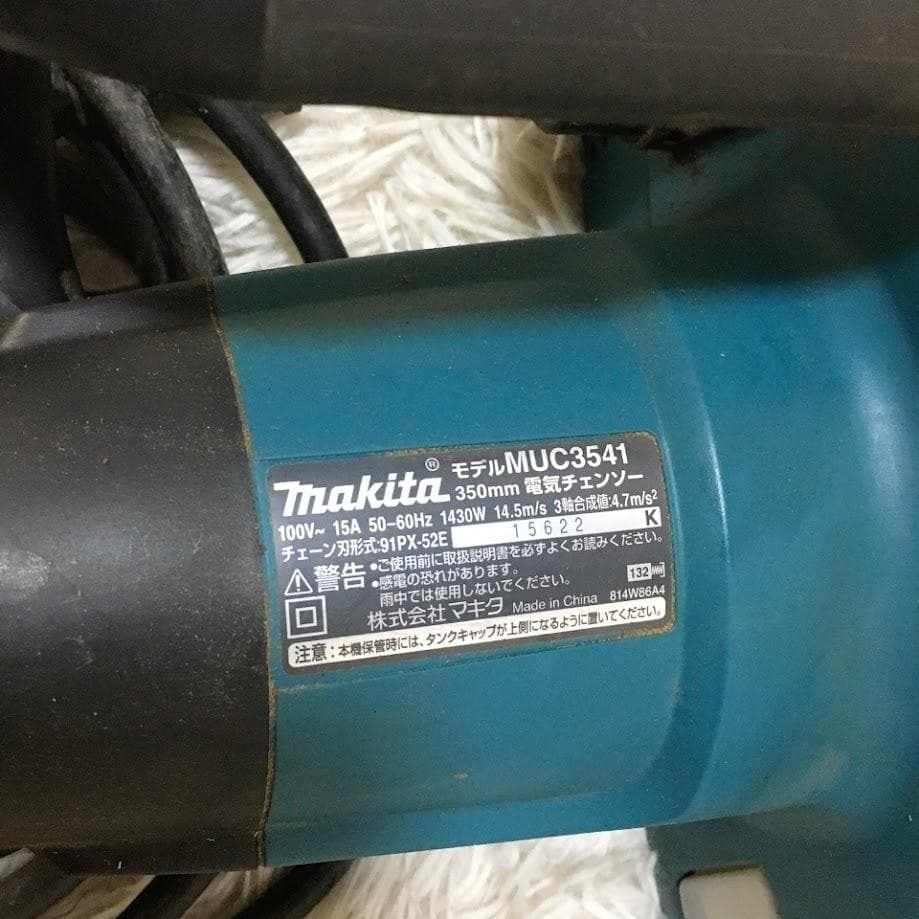 makita® モデルMUC3541
350mm 電気チェンソー
100V~ 15A 50-60Hz 1430W 14.5m/s 3軸合成値:4.7m/s²
チェーン刃形式:91PX-52E 15622 K
警告 •ご使用前に取扱説明書を必ずよくお読みください。
•感電の恐れがあります。
雨中では使用しないでください。
132
株式会社マキタ Made in China 814W86A4
注意:本機保管時には、タンクキャップが上側になるように置いてください。